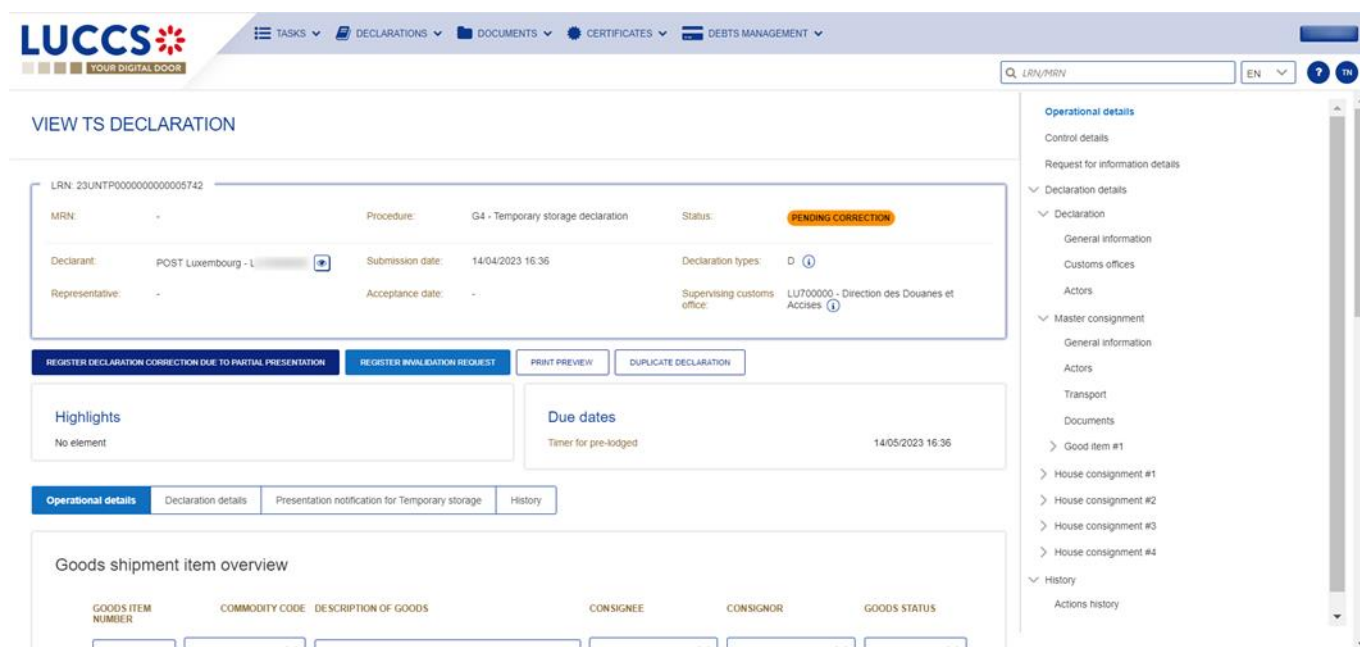 LUCCS
YOUR DIGITAL DOOR
TASKS DECLARATIONS DOCUMENTS CERTIFICATES DEBTS MANAGEMENT
LRN/MRN EN ? TN
VIEW TS DECLARATION
LRN: 23UNTP0000000000005742
MRN: - Procedure: G4 - Temporary storage declaration Status: PENDING CORRECTION
Declarant: POST Luxembourg - L Submission date: 14/04/2023 16:36 Declaration types: D i
Representative: - Acceptance date: - Supervising customs office: LU700000 - Direction des Douanes et Accises i
REGISTER DECLARATION CORRECTION DUE TO PARTIAL PRESENTATION REGISTER INVALIDATION REQUEST PRINT PREVIEW DUPLICATE DECLARATION
Highlights
No element
Due dates
Timer for pre-lodged 14/05/2023 16:36
Operational details Declaration details Presentation notification for Temporary storage History
Goods shipment item overview
GOODS ITEM NUMBER COMMODITY CODE DESCRIPTION OF GOODS CONSIGNEE CONSIGNOR GOODS STATUS
Operational details
Control details
Request for information details
Declaration details
Declaration
General information
Customs offices
Actors
Master consignment
General information
Actors
Transport
Documents
Good item #1
House consignment #1
House consignment #2
House consignment #3
House consignment #4
History
Actions history